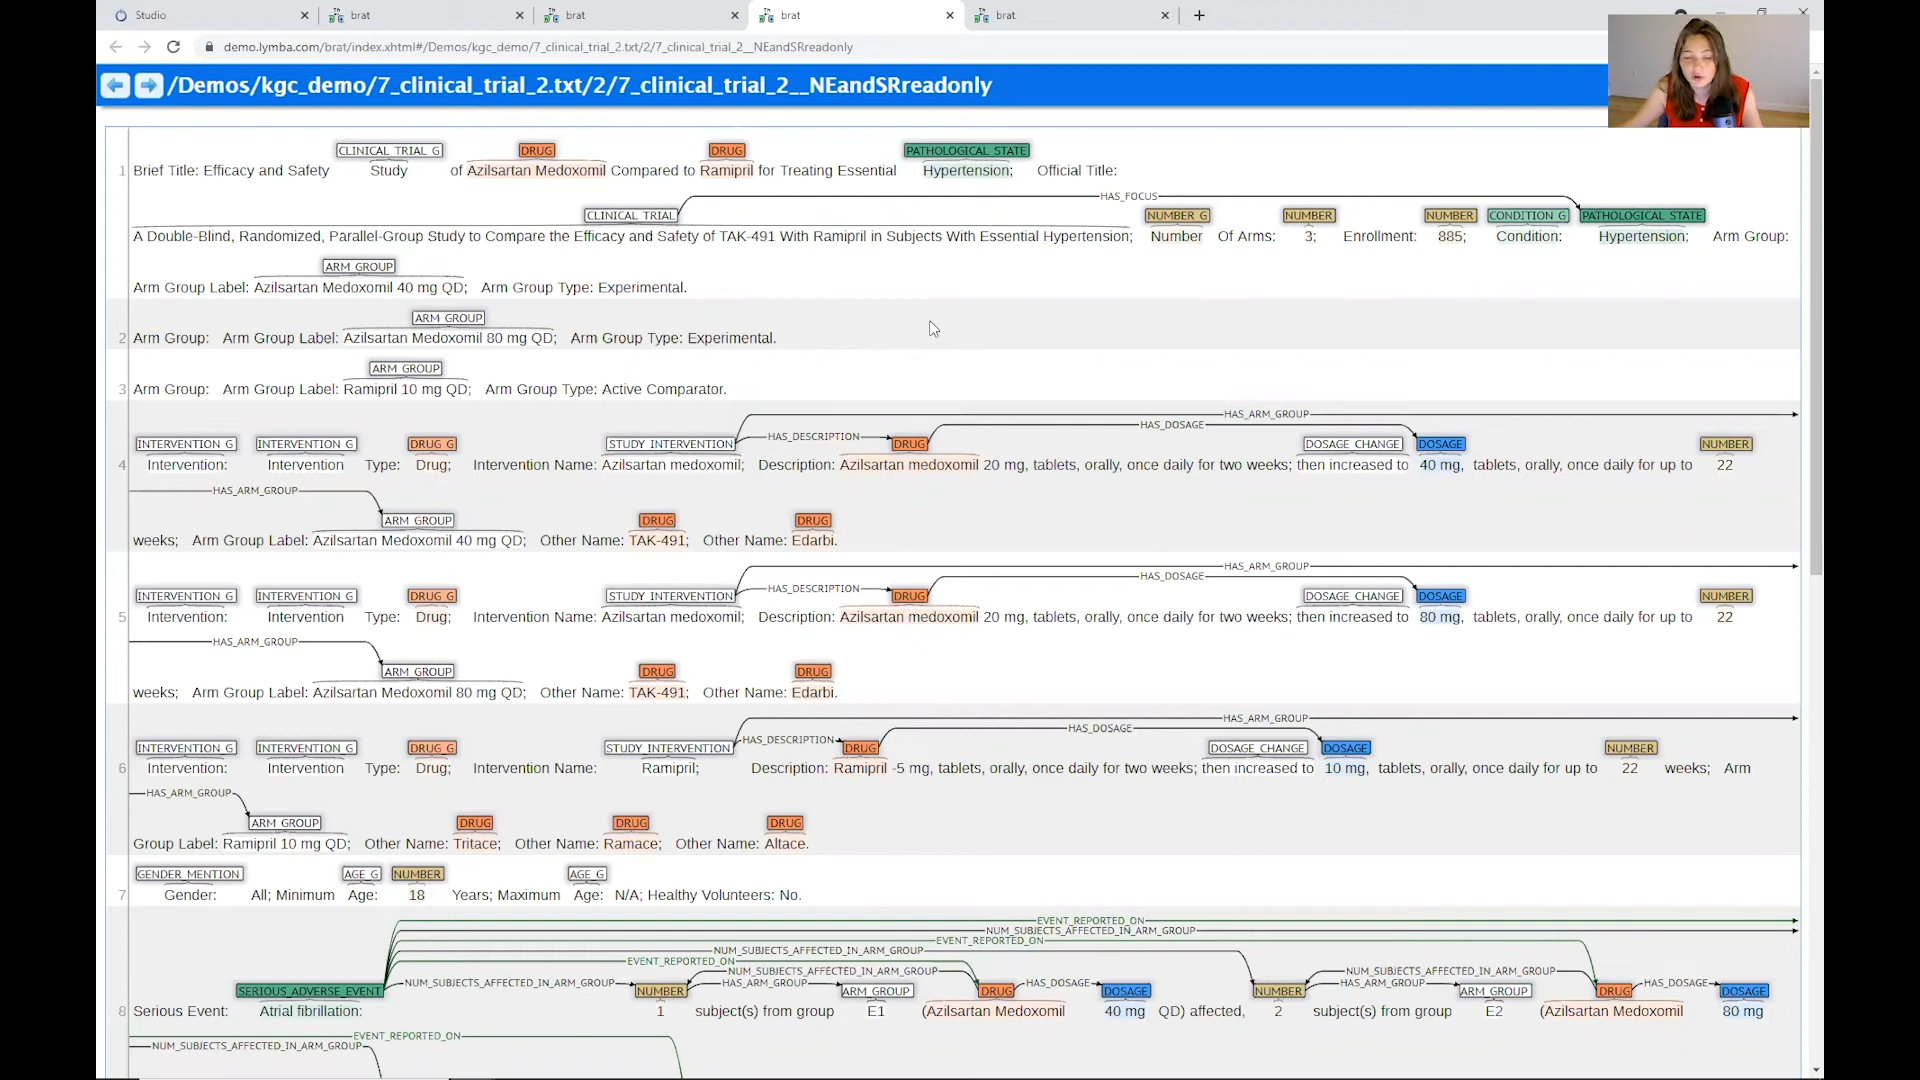 Studio brat brat brat brat
demo.lymba.com/brat/index.xhtml#/Demos/kgc_demo/7_clinical_trial_2.txt/2/7_clinical_trial_2__NEandSRreadonly
/Demos/kgc_demo/7_clinical_trial_2.txt/2/7_clinical_trial_2__NEandSRreadonly
CLINICAL_TRIAL_G DRUG DRUG PATHOLOGICAL_STATE
1 Brief Title: Efficacy and Safety Study of Azilsartan Medoxomil Compared to Ramipril for Treating Essential Hypertension; Official Title:
HAS_FOCUS
CLINICAL_TRIAL NUMBER_G NUMBER NUMBER CONDITION_G PATHOLOGICAL_STATE
A Double-Blind, Randomized, Parallel-Group Study to Compare the Efficacy and Safety of TAK-491 With Ramipril in Subjects With Essential Hypertension; Number Of Arms: 3; Enrollment: 885; Condition: Hypertension; Arm Group:
ARM_GROUP
Arm Group Label: Azilsartan Medoxomil 40 mg QD; Arm Group Type: Experimental.
ARM_GROUP
2 Arm Group: Arm Group Label: Azilsartan Medoxomil 80 mg QD; Arm Group Type: Experimental.
ARM_GROUP
3 Arm Group: Arm Group Label: Ramipril 10 mg QD; Arm Group Type: Active Comparator.
HAS_ARM_GROUP
HAS_DOSAGE
HAS_DESCRIPTION
INTERVENTION_G INTERVENTION_G DRUG_G STUDY_INTERVENTION DRUG DOSAGE_CHANGE DOSAGE NUMBER
4 Intervention: Intervention Type: Drug; Intervention Name: Azilsartan medoxomil; Description: Azilsartan medoxomil 20 mg, tablets, orally, once daily for two weeks; then increased to 40 mg, tablets, orally, once daily for up to 22
HAS_ARM_GROUP
ARM_GROUP DRUG DRUG
weeks; Arm Group Label: Azilsartan Medoxomil 40 mg QD; Other Name: TAK-491; Other Name: Edarbi.
HAS_ARM_GROUP
HAS_DOSAGE
HAS_DESCRIPTION
INTERVENTION_G INTERVENTION_G DRUG_G STUDY_INTERVENTION DRUG DOSAGE_CHANGE DOSAGE NUMBER
5 Intervention: Intervention Type: Drug; Intervention Name: Azilsartan medoxomil; Description: Azilsartan medoxomil 20 mg, tablets, orally, once daily for two weeks; then increased to 80 mg, tablets, orally, once daily for up to 22
HAS_ARM_GROUP
ARM_GROUP DRUG DRUG
weeks; Arm Group Label: Azilsartan Medoxomil 80 mg QD; Other Name: TAK-491; Other Name: Edarbi.
HAS_ARM_GROUP
HAS_DOSAGE
HAS_DESCRIPTION
INTERVENTION_G INTERVENTION_G DRUG_G STUDY_INTERVENTION DRUG DOSAGE_CHANGE DOSAGE NUMBER
6 Intervention: Intervention Type: Drug; Intervention Name: Ramipril; Description: Ramipril -5 mg, tablets, orally, once daily for two weeks; then increased to 10 mg, tablets, orally, once daily for up to 22 weeks; Arm
HAS_ARM_GROUP
ARM_GROUP DRUG DRUG DRUG
Group Label: Ramipril 10 mg QD; Other Name: Tritace; Other Name: Ramace; Other Name: Altace.
GENDER_MENTION AGE_G NUMBER AGE_G
7 Gender: All; Minimum Age: 18 Years; Maximum Age: N/A; Healthy Volunteers: No.
EVENT_REPORTED_ON
NUM_SUBJECTS_AFFECTED_IN_ARM_GROUP
EVENT_REPORTED_ON
NUM_SUBJECTS_AFFECTED_IN_ARM_GROUP
EVENT_REPORTED_ON
NUM_SUBJECTS_AFFECTED_IN_ARM_GROUP NUM_SUBJECTS_AFFECTED_IN_ARM_GROUP
NUM_SUBJECTS_AFFECTED_IN_ARM_GROUP HAS_ARM_GROUP HAS_DOSAGE HAS_ARM_GROUP HAS_DOSAGE
SERIOUS_ADVERSE_EVENT NUMBER ARM_GROUP DRUG DOSAGE NUMBER ARM_GROUP DRUG DOSAGE
8 Serious Event: Atrial fibrillation: 1 subject(s) from group E1 (Azilsartan Medoxomil 40 mg QD) affected, 2 subject(s) from group E2 (Azilsartan Medoxomil 80 mg
EVENT_REPORTED_ON
NUM_SUBJECTS_AFFECTED_IN_ARM_GROUP